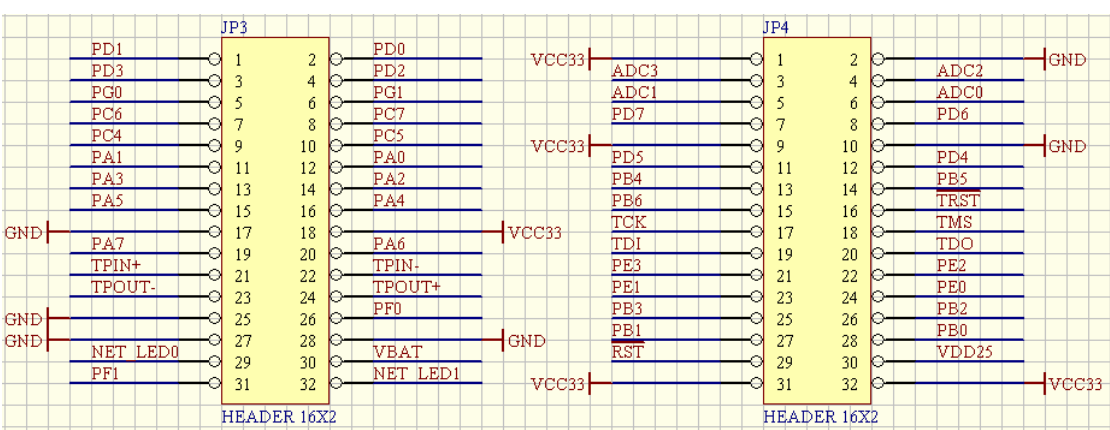 JP3 JP4
PD1 1 2 PD0 VCC33 1 2 GND
PD3 3 4 PD2 ADC3 3 4 ADC2
PG0 5 6 PG1 ADC1 5 6 ADC0
PC6 7 8 PC7 PD7 7 8 PD6
PC4 9 10 PC5 VCC33 9 10 GND
PA1 11 12 PA0 PD5 11 12 PD4
PA3 13 14 PA2 PB4 13 14 PB5
PA5 15 16 PA4 PB6 15 16 TRST
GND 17 18 VCC33 TCK 17 18 TMS
PA7 19 20 PA6 TDI 19 20 TDO
TPIN+ 21 22 TPIN- PE3 21 22 PE2
TPOUT- 23 24 TPOUT+ PE1 23 24 PE0
GND 25 26 PF0 PB3 25 26 PB2
GND 27 28 GND PB1 27 28 PB0
NET_LED0 29 30 VBAT RST 29 30 VDD25
PF1 31 32 NET_LED1 VCC33 31 32 VCC33
HEADER 16X2 HEADER 16X2